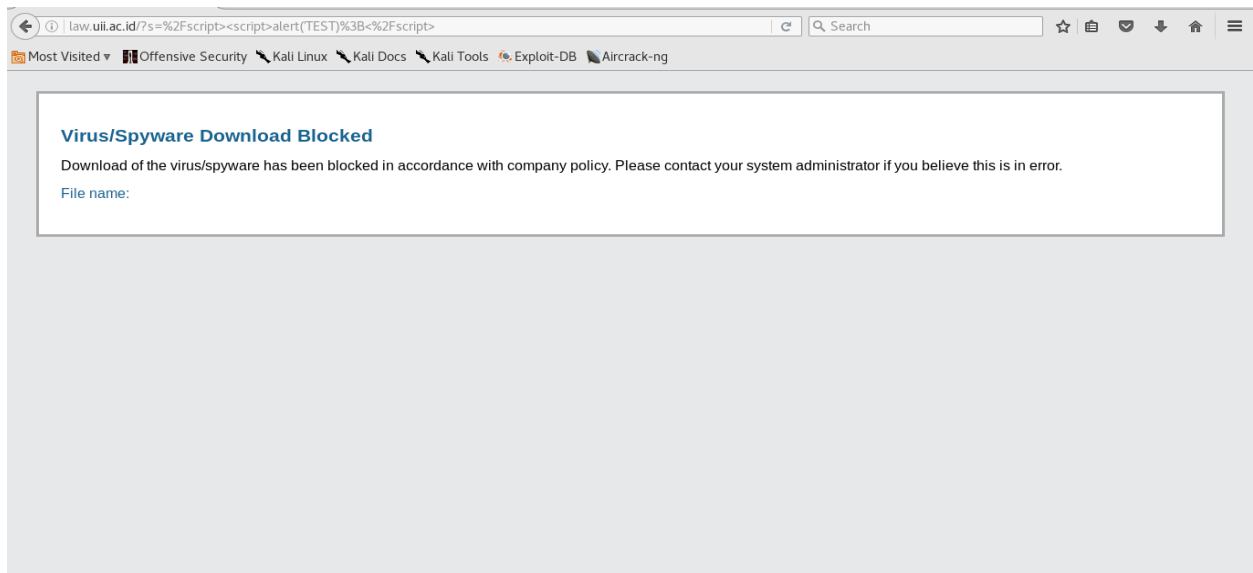 law.uii.ac.id/?s=%2Fscript><script>alert('TEST)%3B<%2Fscript>
Search
Most Visited
Offensive Security
Kali Linux
Kali Docs
Kali Tools
Exploit-DB
Aircrack-ng
Virus/Spyware Download Blocked
Download of the virus/spyware has been blocked in accordance with company policy. Please contact your system administrator if you believe this is in error.
File name: